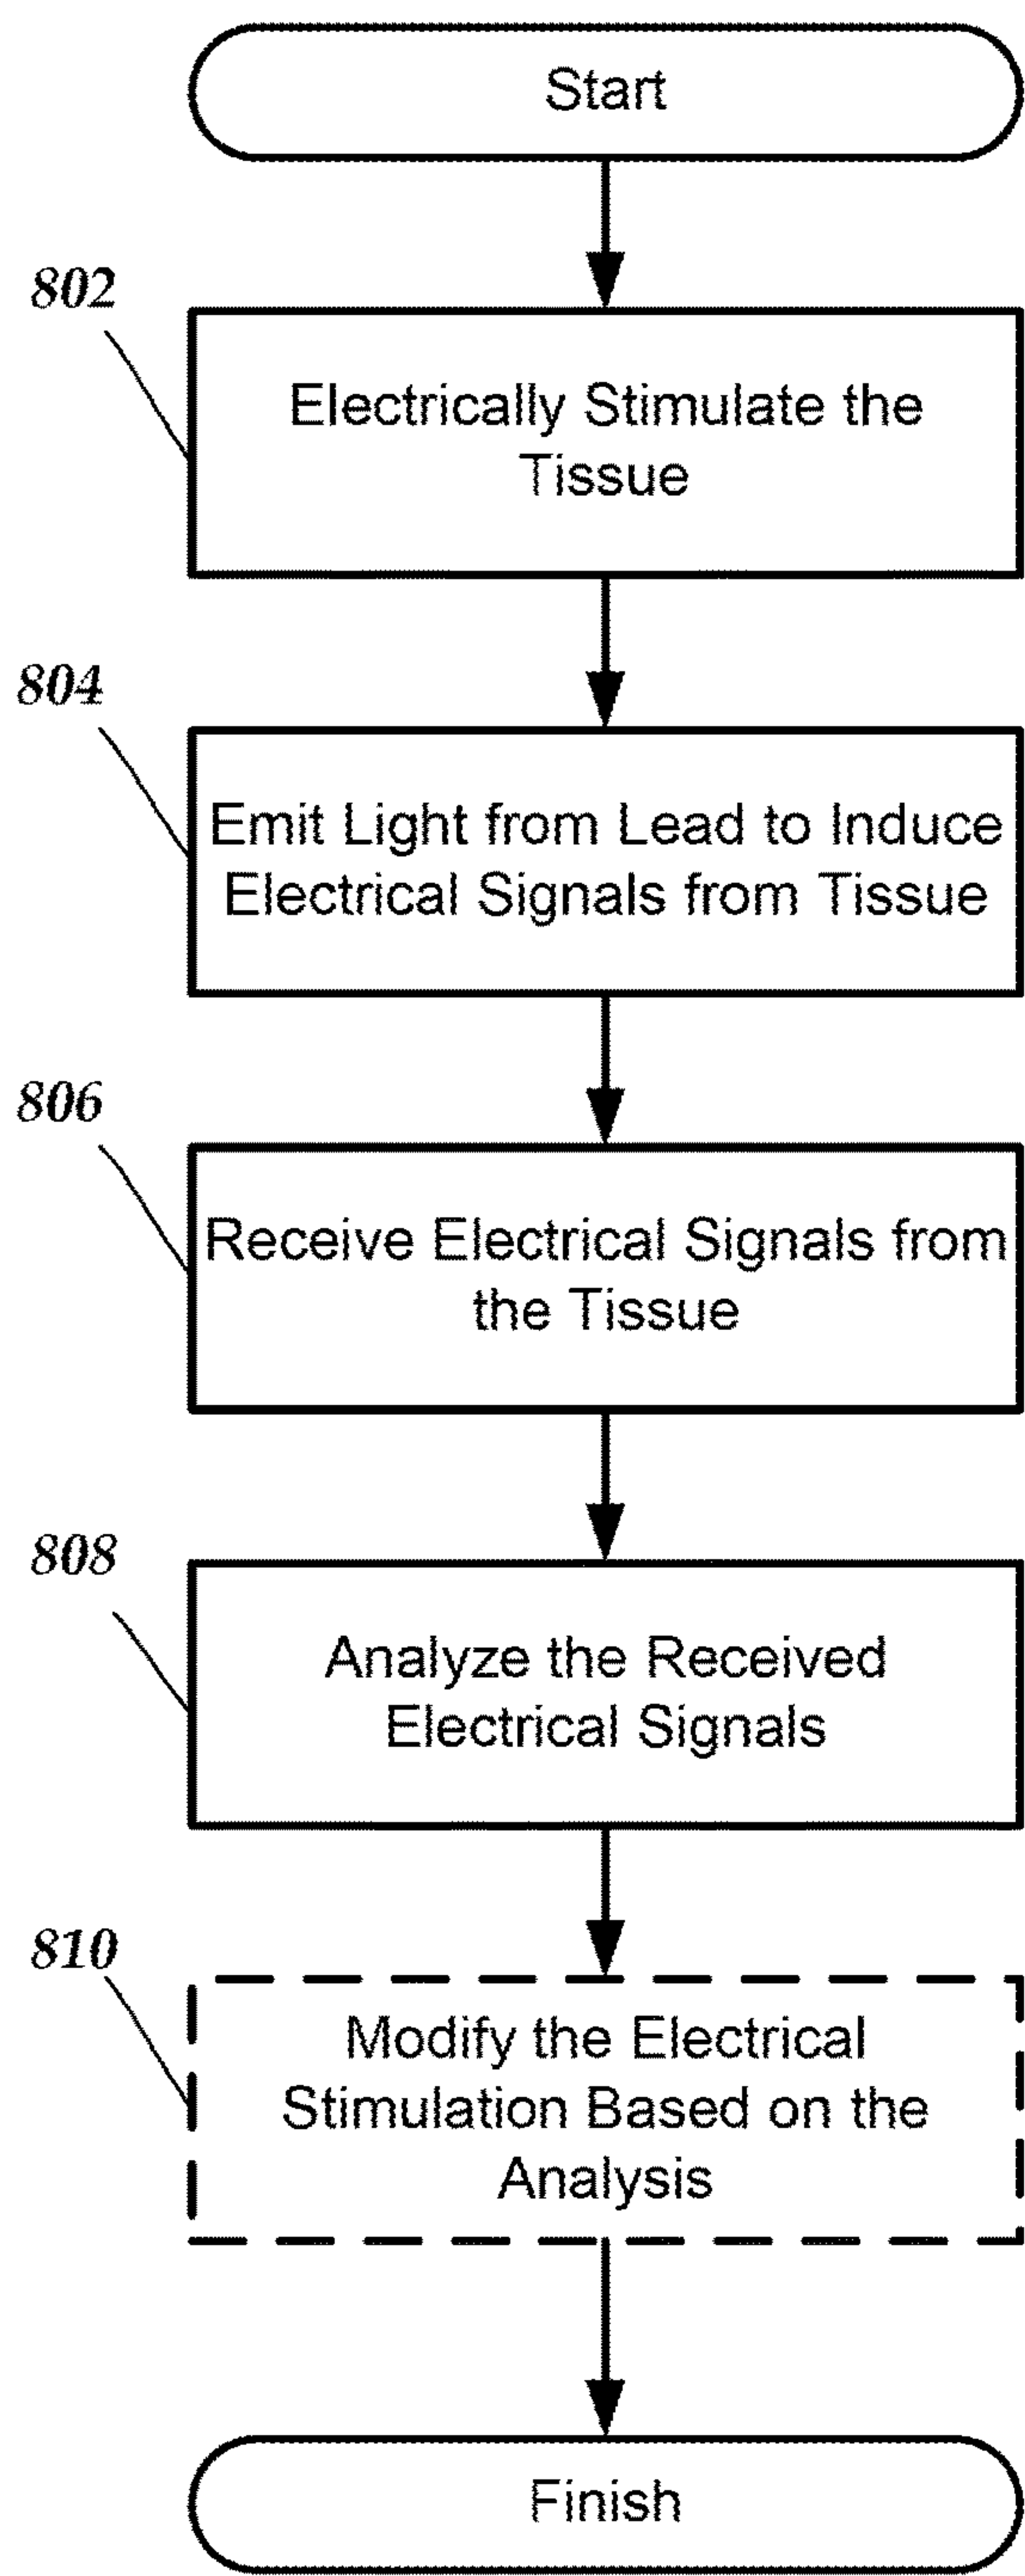 Start
802
Electrically Stimulate the
Tissue
804
Emit Light from Lead to Induce
Electrical Signals from Tissue
806
Receive Electrical Signals from
the Tissue
808
Analyze the Received
Electrical Signals
810
Modify the Electrical
Stimulation Based on the
Analysis
Finish